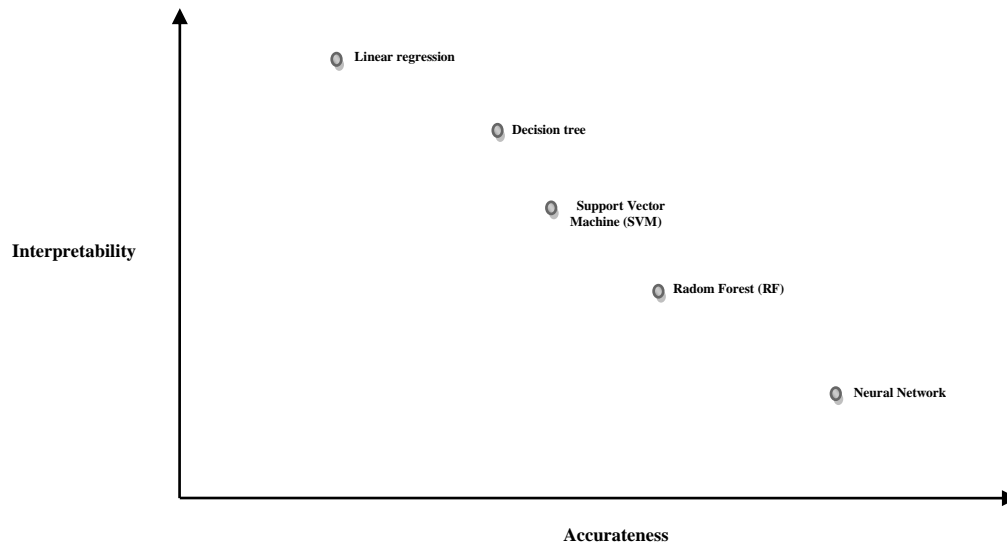 Linear regression
Decision tree
Support Vector
Machine (SVM)
Interpretability
Radom Forest (RF)
Neural Network
Accurateness